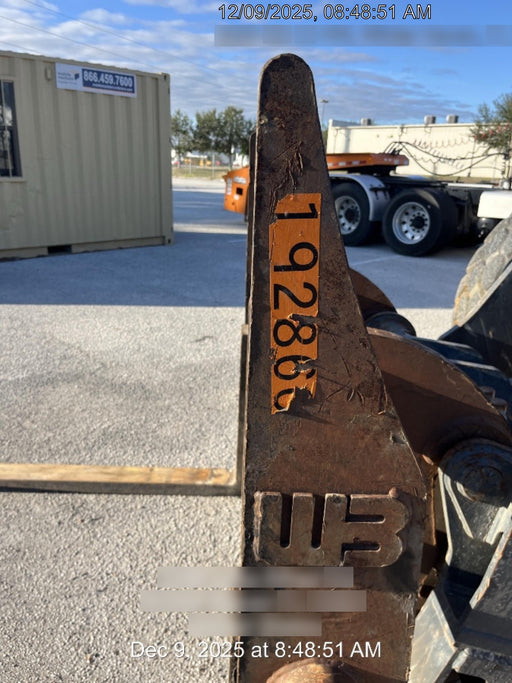 12/09/2025, 08:48:51 AM
866.459.7600
19286
WB
Dec 9, 2025 at 8:48:51 AM